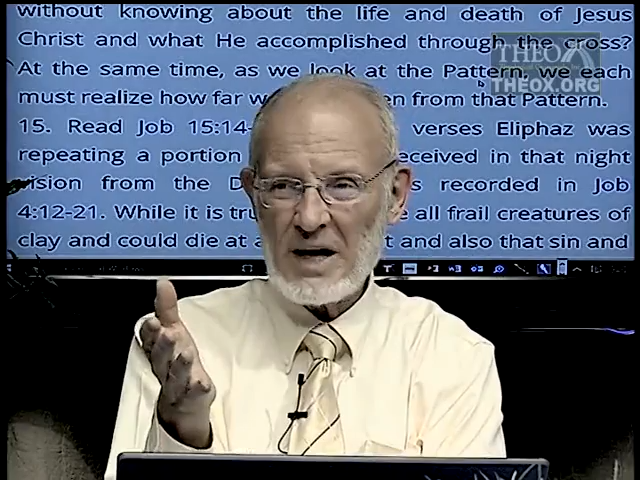 without knowing about the life and death of Jesus
Christ and what He accomplished through the cross?
At the same time, as we look at the Pattern, we each
must realize how far w en from that Pattern.
15. Read Job 15:14- verses Eliphaz was
repeating a portion eceived in that night
vision from the D s recorded in Job
4:12-21. While it is tru all frail creatures of
clay and could die at a t and also that sin and
THEO
THEOX.ORG